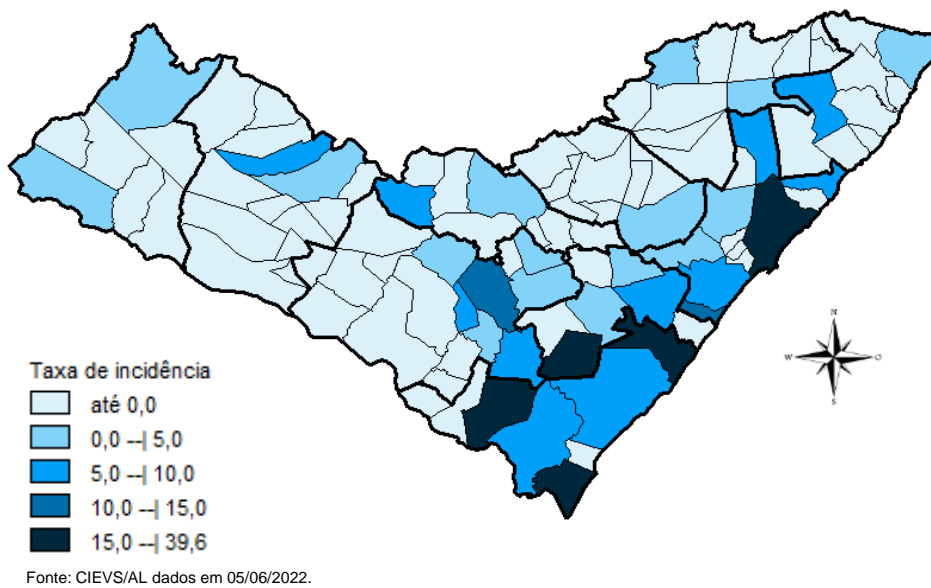 N
W
O
S
Taxa de incidência
até 0,0
0,0 --| 5,0
5,0 --| 10,0
10,0 --| 15,0
15,0 --| 39,6
Fonte: CIEVS/AL dados em 05/06/2022.